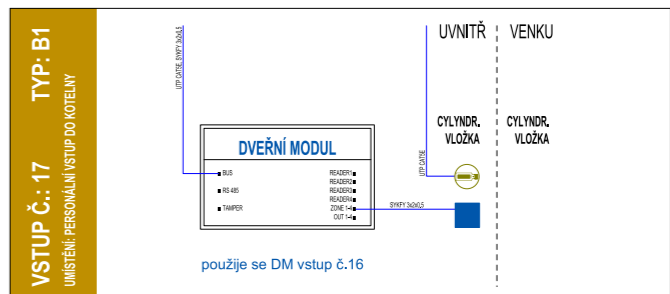 VSTUP Č.: 17 TYP: B1
UMÍSTĚNÍ: PERSONÁLNÍ VSTUP DO KOTELNY
UTP CAT5E, SYKFY 3x2x0,5
UVNITŘ VENKU
UTP CAT5E
CYLYNDR. VLOŽKA
CYLYNDR. VLOŽKA
DVEŘNÍ MODUL
BUS
RS 485
TAMPER
READER1
READER2
READER3
READER4
ZONE 1-4
OUT 1-4
SYKFY 3x2x0,5
použije se DM vstup č.16